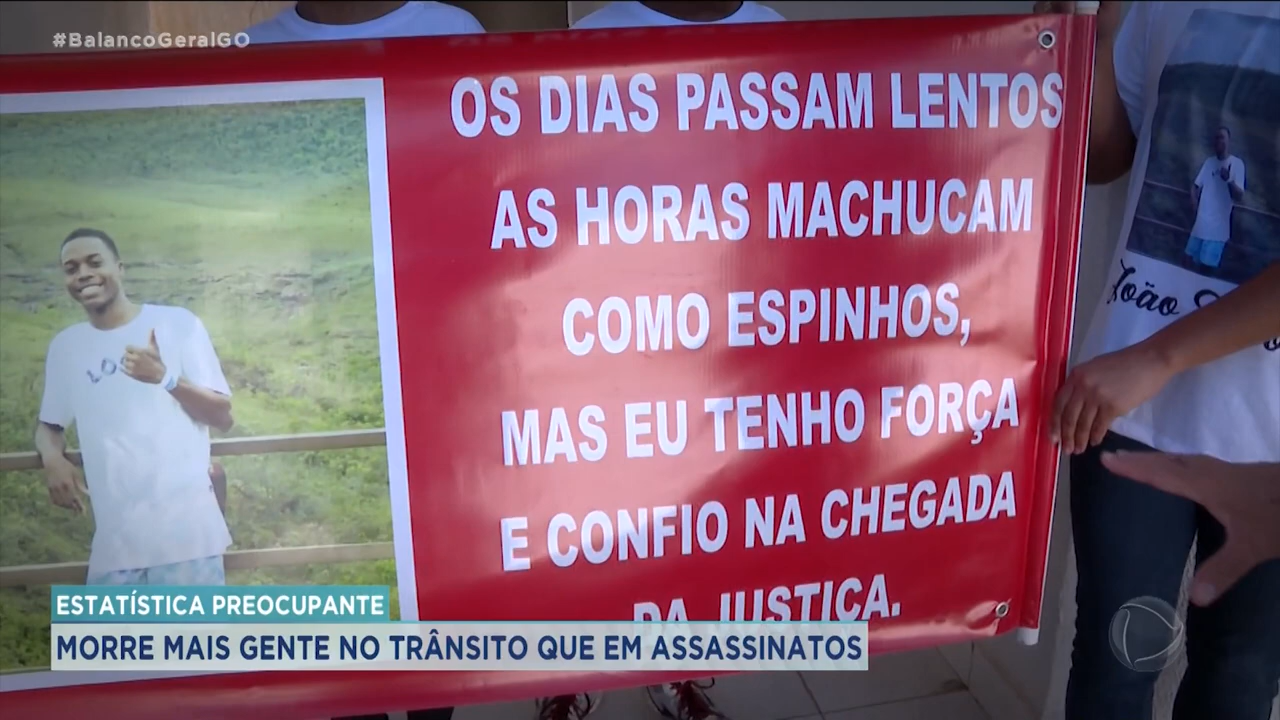 #BalancoGeralGO
OS DIAS PASSAM LENTOS
AS HORAS MACHUCAM
COMO ESPINHOS,
MAS EU TENHO FORÇA
E CONFIO NA CHEGADA
DA JUSTIÇA.
João
ESTATÍSTICA PREOCUPANTE
MORRE MAIS GENTE NO TRÂNSITO QUE EM ASSASSINATOS